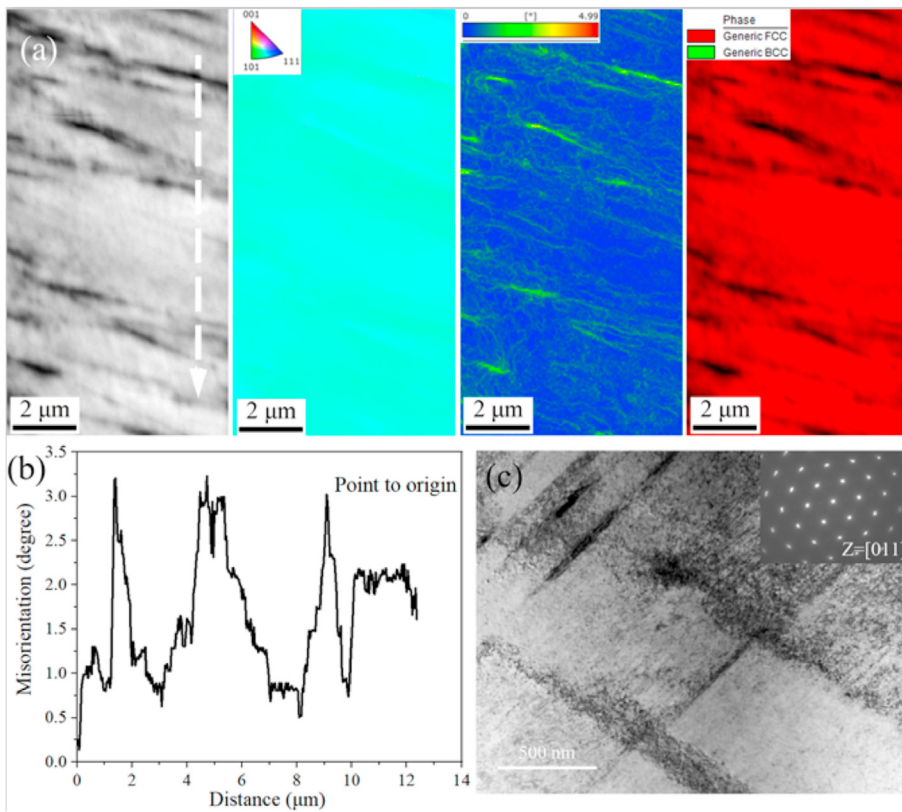 (a)
001
101
111
0
[°]
4.99
Phase
Generic FCC
Generic BCC
2 μm
2 μm
2 μm
2 μm
(b)
Point to origin
Misorientation (degree)
3.5
3.0
2.5
2.0
1.5
1.0
0.5
0.0
0 2 4 6 8 10 12 14
Distance (μm)
(c)
Z=[011]
500 nm